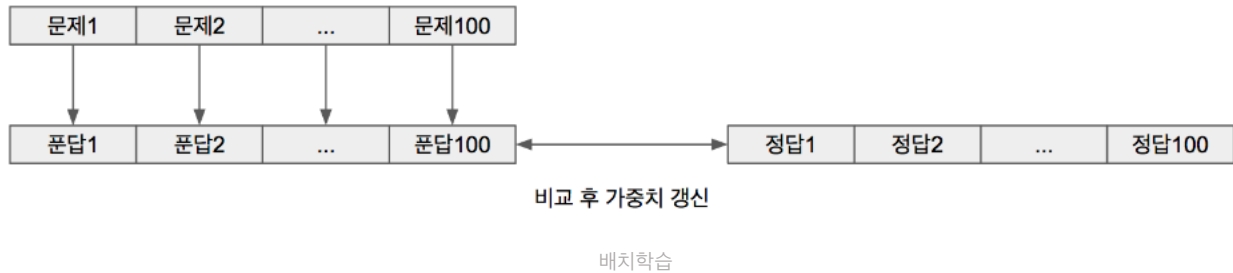 문제1 문제2 ... 문제100
푼답1 푼답2 ... 푼답100 정답1 정답2 ... 정답100
비교 후 가중치 갱신
배치학습